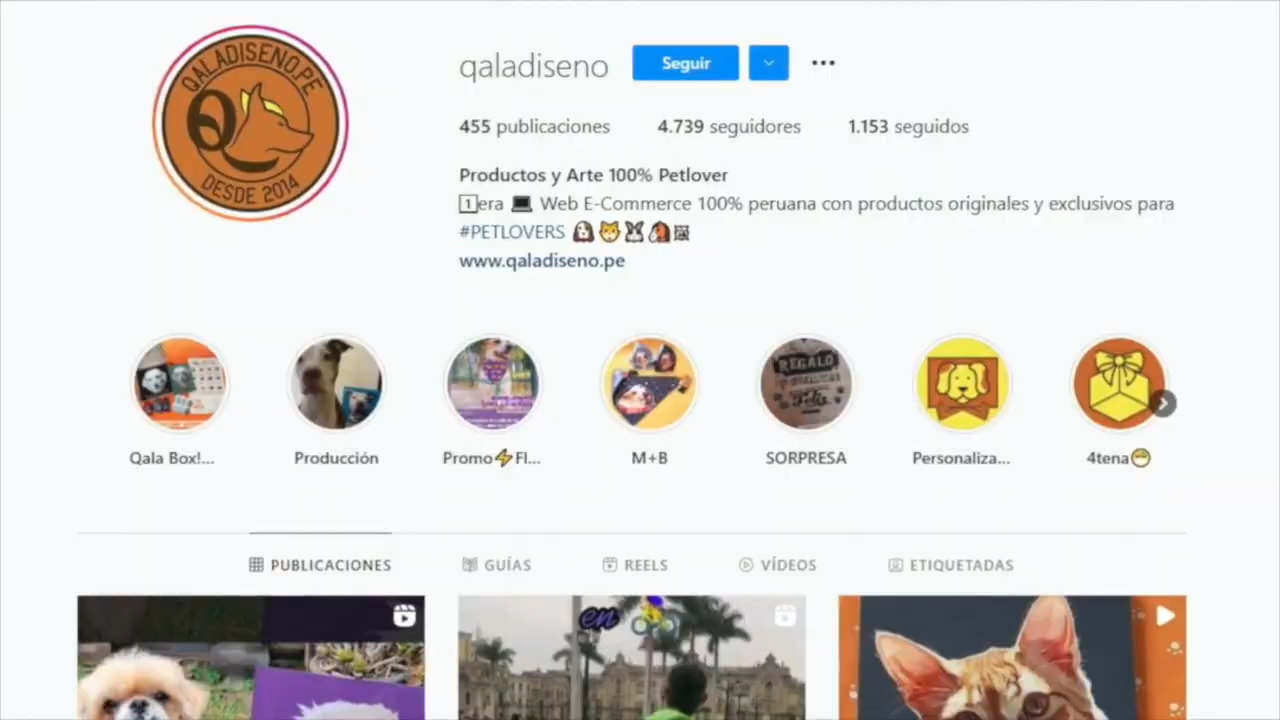 QALADISENO.PE
Q
DESDE 2014
qaladiseno
Seguir
455 publicaciones 4.739 seguidores 1.153 seguidos
Productos y Arte 100% Petlover
1era 💻 Web E-Commerce 100% peruana con productos originales y exclusivos para
#PETLOVERS 🐶🐱🐰🐴🖼
www.qaladiseno.pe
REGALO
Feliz
Qala Box!... Producción Promo⚡Fl... M+B SORPRESA Personaliza... 4tena😷
PUBLICACIONES GUÍAS REELS VÍDEOS ETIQUETADAS
en